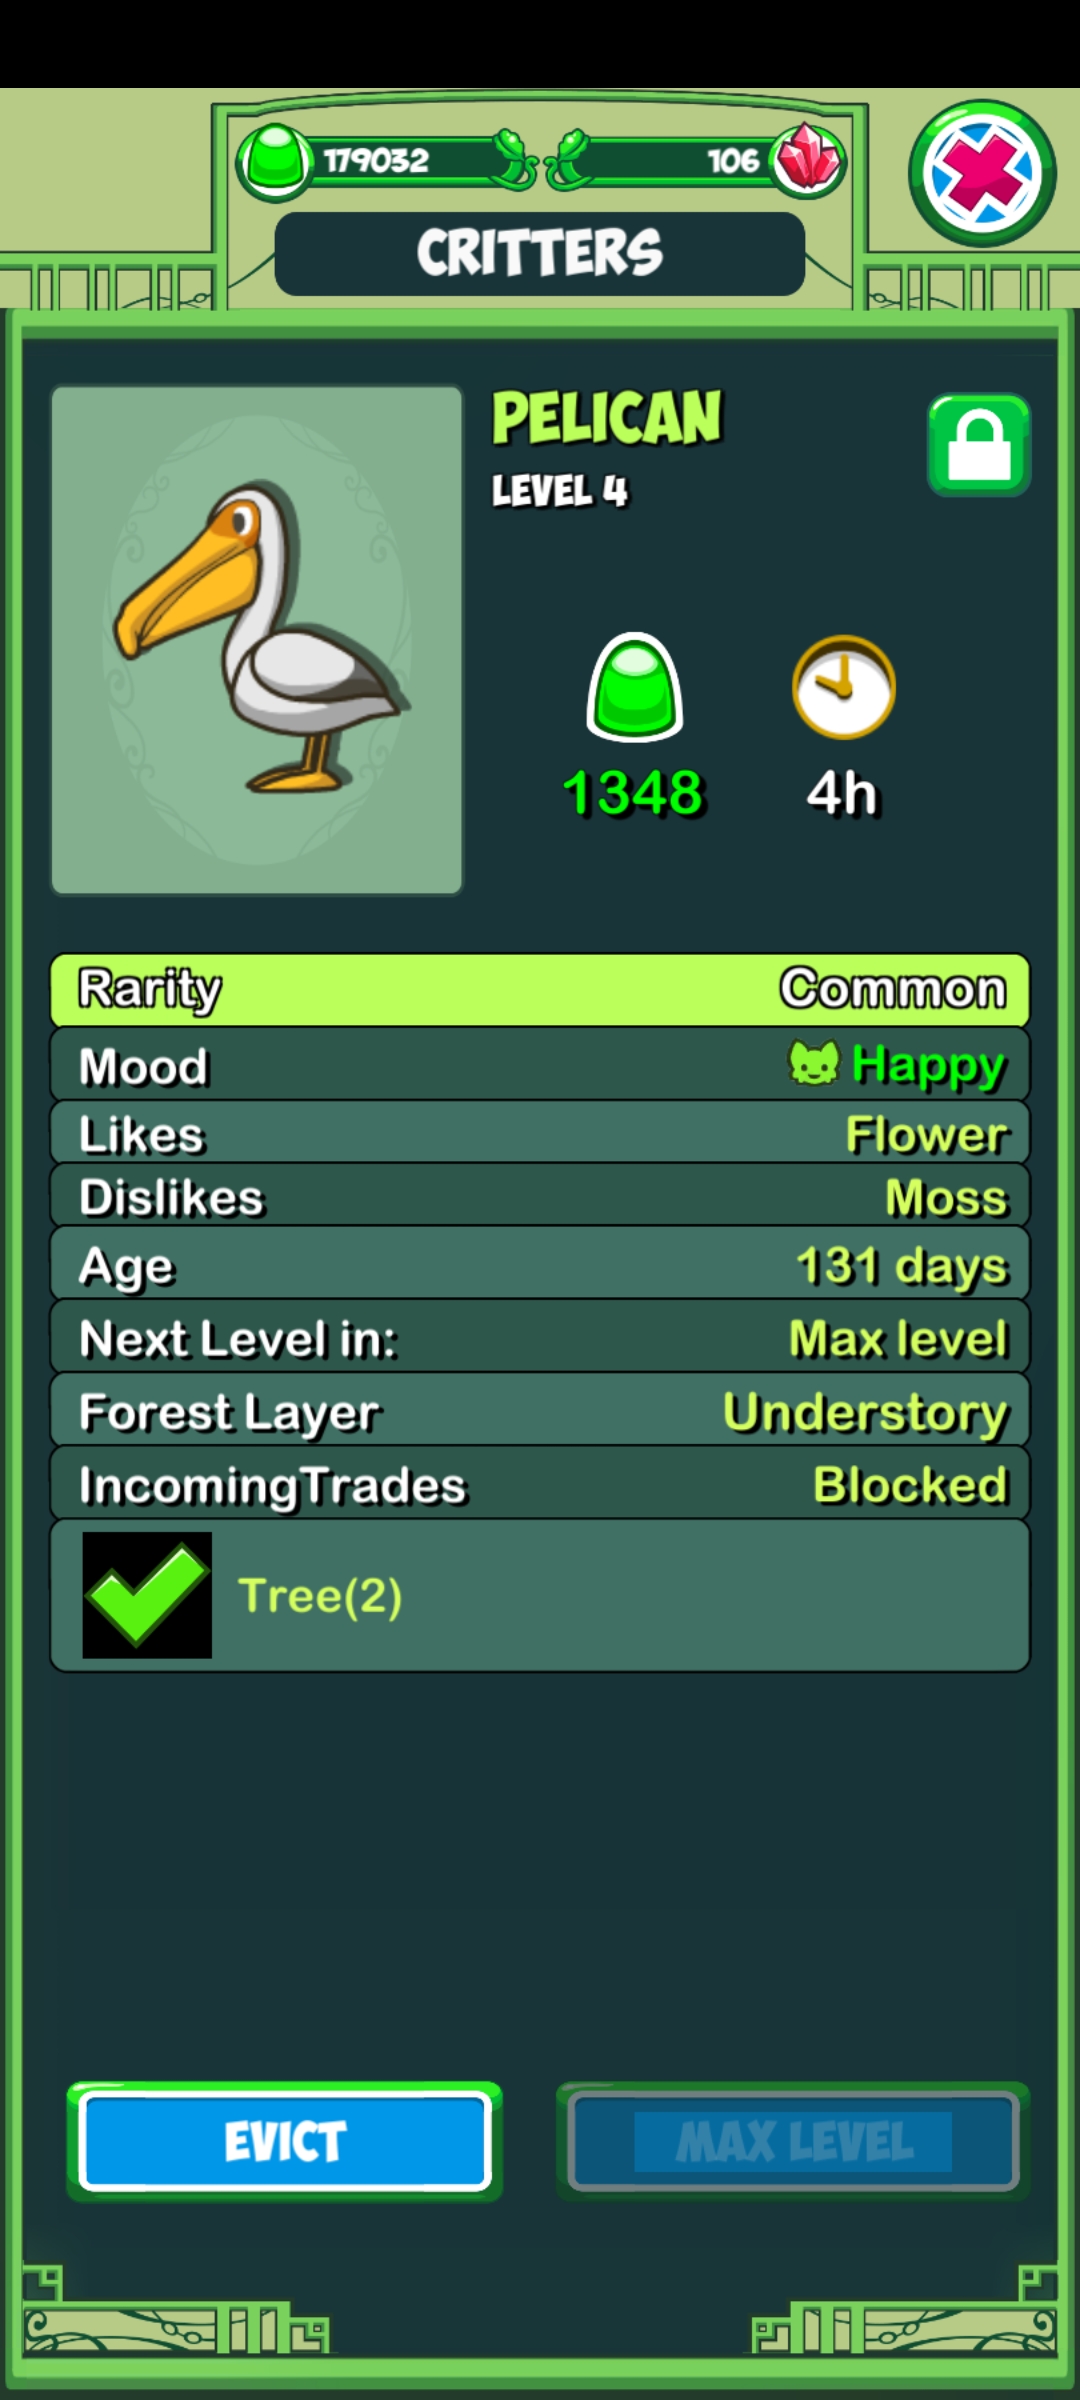 179032
106
CRITTERS
PELICAN
LEVEL 4
1348
4h
Rarity Common
Mood Happy
Likes Flower
Dislikes Moss
Age 131 days
Next Level in: Max level
Forest Layer Understory
IncomingTrades Blocked
Tree(2)
EVICT
MAX LEVEL